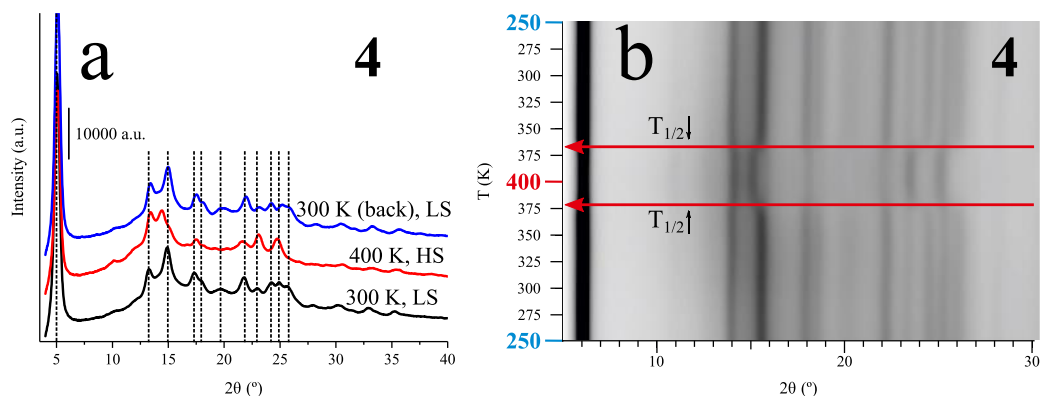 a
4
10000 a.u.
Intensity (a.u.)
300 K (back), LS
400 K, HS
300 K, LS
5
10
15
20
25
30
35
40
2θ (º)
b
4
250
275
300
325
350
375
400
375
350
325
300
275
250
T (K)
T1/2↓
T1/2↑
10
20
30
2θ (º)